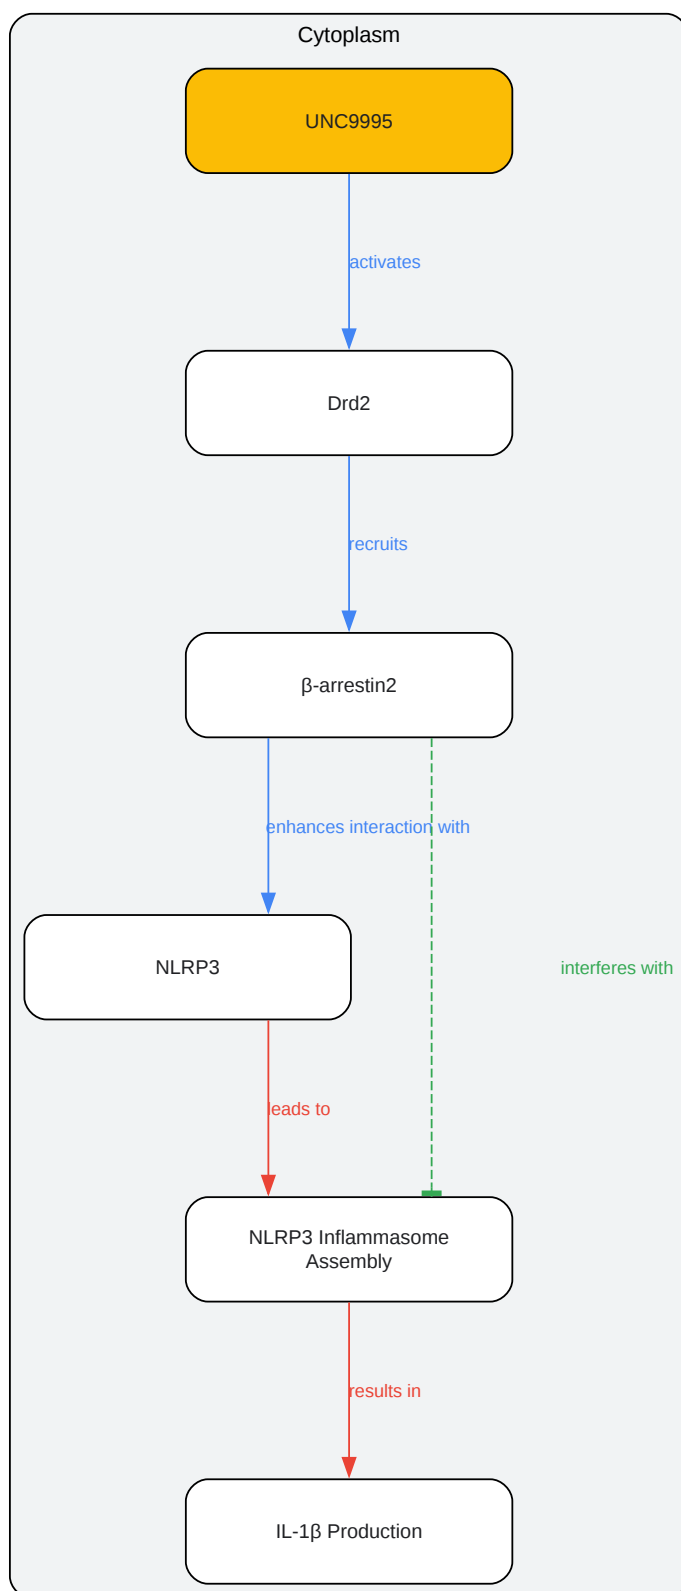 Cytoplasm
UNC9995
activates
Drd2
recruits
β-arrestin2
enhances interaction with
NLRP3
interferes with
leads to
NLRP3 Inflammasome
Assembly
results in
IL-1β Production